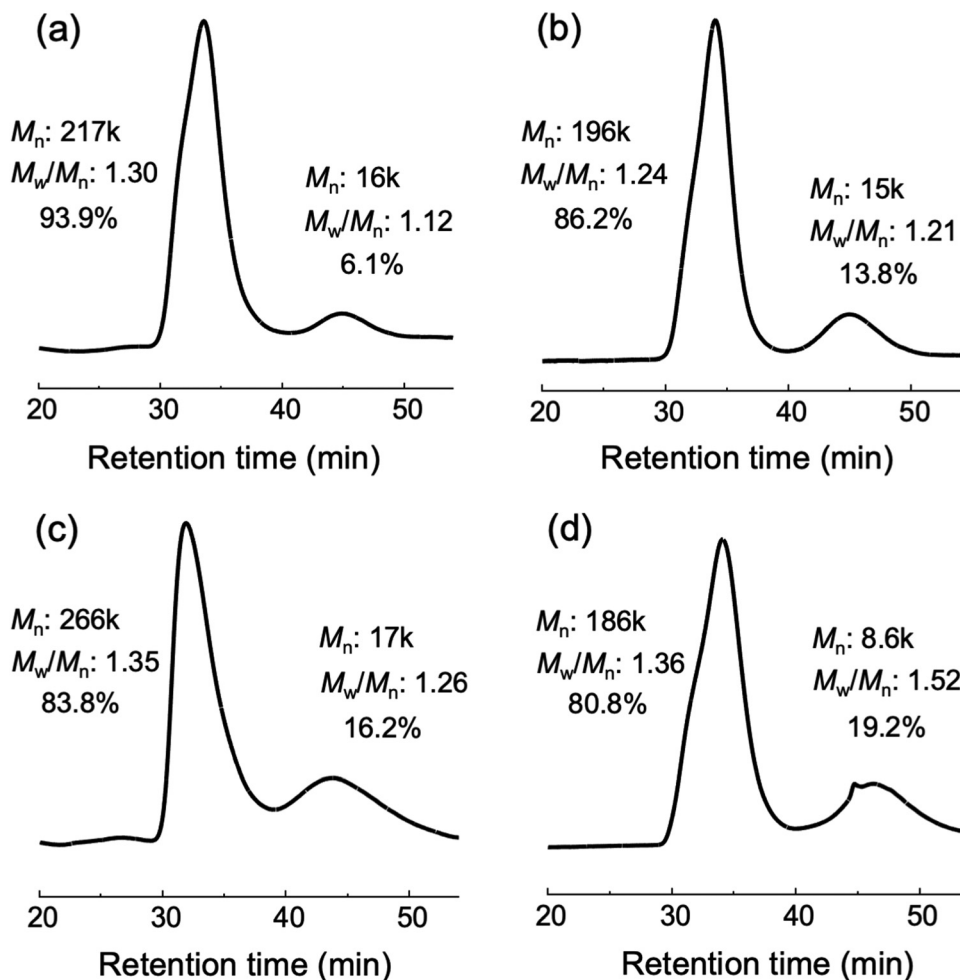 (a)
Mn: 217k
Mw/Mn: 1.30
93.9%
Mn: 16k
Mw/Mn: 1.12
6.1%
20 30 40 50
Retention time (min)
(b)
Mn: 196k
Mw/Mn: 1.24
86.2%
Mn: 15k
Mw/Mn: 1.21
13.8%
20 30 40 50
Retention time (min)
(c)
Mn: 266k
Mw/Mn: 1.35
83.8%
Mn: 17k
Mw/Mn: 1.26
16.2%
20 30 40 50
Retention time (min)
(d)
Mn: 186k
Mw/Mn: 1.36
80.8%
Mn: 8.6k
Mw/Mn: 1.52
19.2%
20 30 40 50
Retention time (min)